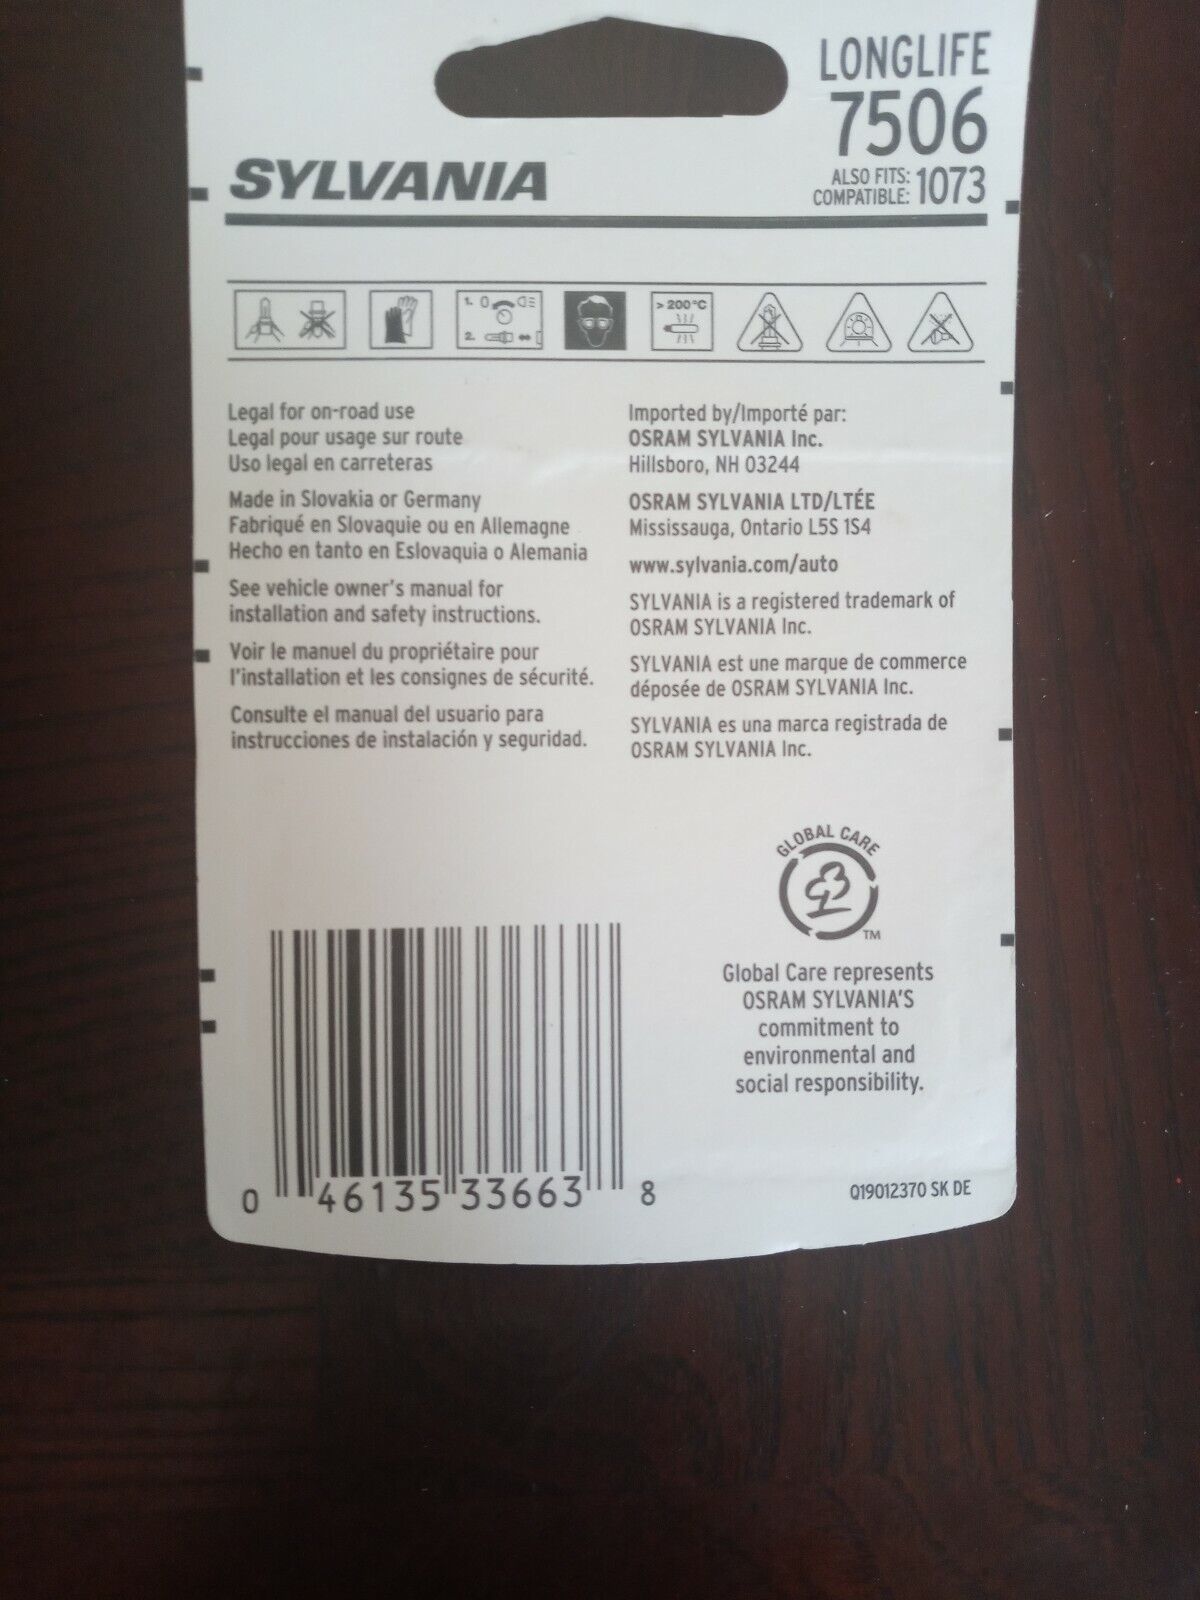 LONGLIFE
7506
ALSO FITS:
COMPATIBLE: 1073
SYLVANIA
1. 0
2.
> 200°C
Legal for on-road use
Legal pour usage sur route
Uso legal en carreteras
Made in Slovakia or Germany
Fabriqué en Slovaquie ou en Allemagne
Hecho en tanto en Eslovaquia o Alemania
See vehicle owner's manual for
installation and safety instructions.
Voir le manuel du propriétaire pour
l'installation et les consignes de sécurité.
Consulte el manual del usuario para
instrucciones de instalación y seguridad.
Imported by/Importé par:
OSRAM SYLVANIA Inc.
Hillsboro, NH 03244
OSRAM SYLVANIA LTD/LTÉE
Mississauga, Ontario L5S 1S4
www.sylvania.com/auto
SYLVANIA is a registered trademark of
OSRAM SYLVANIA Inc.
SYLVANIA est une marque de commerce
déposée de OSRAM SYLVANIA Inc.
SYLVANIA es una marca registrada de
OSRAM SYLVANIA Inc.
GLOBAL CARE
TM
Global Care represents
OSRAM SYLVANIA'S
commitment to
environmental and
social responsibility.
0 46135 33663 8
Q19012370 SK DE